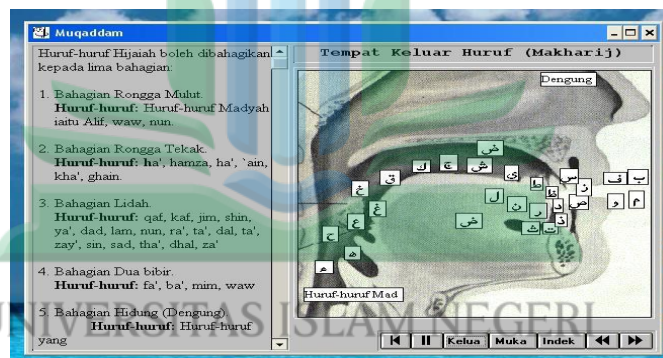 Muqaddam
Huruf-huruf Hijaiah boleh dibahagikan
kepada lima bahagian:
1. Bahagian Rongga Mulut.
Huruf-huruf: Huruf-huruf Madyah
iaitu Alif, waw, nun.
2. Bahagian Rongga Tekak.
Huruf-huruf: ha', hamza, ha', `ain,
kha', ghain.
3. Bahagian Lidah.
Huruf-huruf: qaf, kaf, jim, shin,
ya', dad, lam, nun, ra', ta', dal, ta',
zay', sin, sad, tha', dhal, za'
4. Bahagian Dua bibir.
Huruf-huruf: fa', ba', mim, waw
5. Bahagian Hidung (Dengung)
Huruf-huruf: Huruf-huruf
yang
Tempat Keluar Huruf (Makharij)
Dengung
ض
ك ج ش ي
خ ق
غ
ع
ح
ه
ء
ل ن ر
ض
ط ظ س ز
د ص
ذ
ث ت
ف ب
و م
Huruf-huruf Mad
Kelua Muka Indek
UNIVERSITAS ISLAM NEGERI